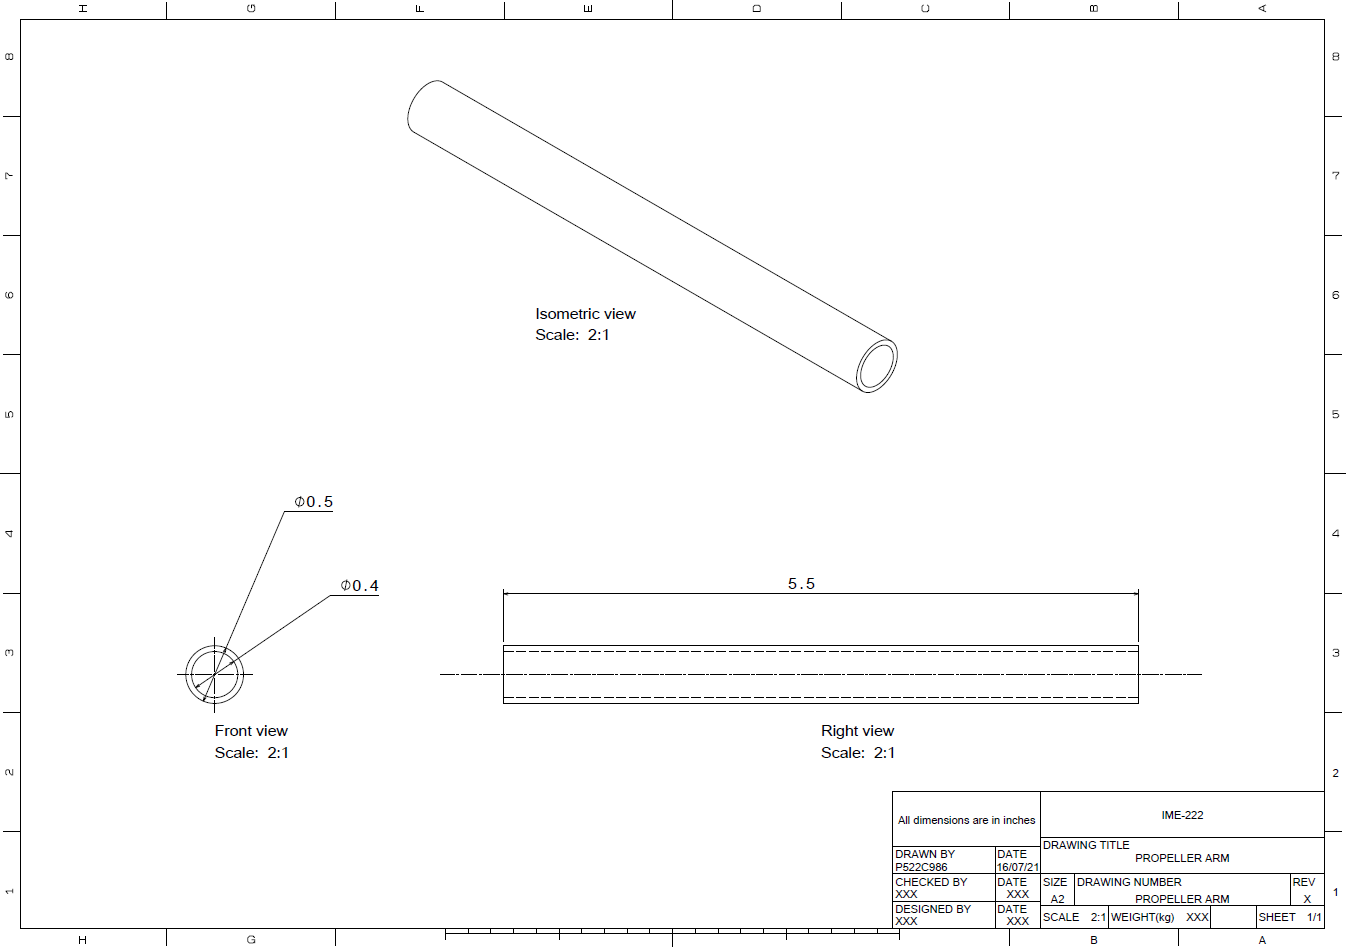 H G F E D C B A
8 8
7 7
6 6
Isometric view
Scale: 2:1
5 5
Φ0.5
4 4
Φ0.4
5.5
3 3
Front view
Scale: 2:1
Right view
Scale: 2:1
2 2
All dimensions are in inches
IME-222
DRAWING TITLE
PROPELLER ARM
DRAWN BY
P522C986
DATE
16/07/21
CHECKED BY
XXX
DATE
XXX
SIZE
A2
DRAWING NUMBER
PROPELLER ARM
REV
X
DESIGNED BY
XXX
DATE
XXX
SCALE 2:1
WEIGHT(kg) XXX
SHEET 1/1
1 1
H G B A